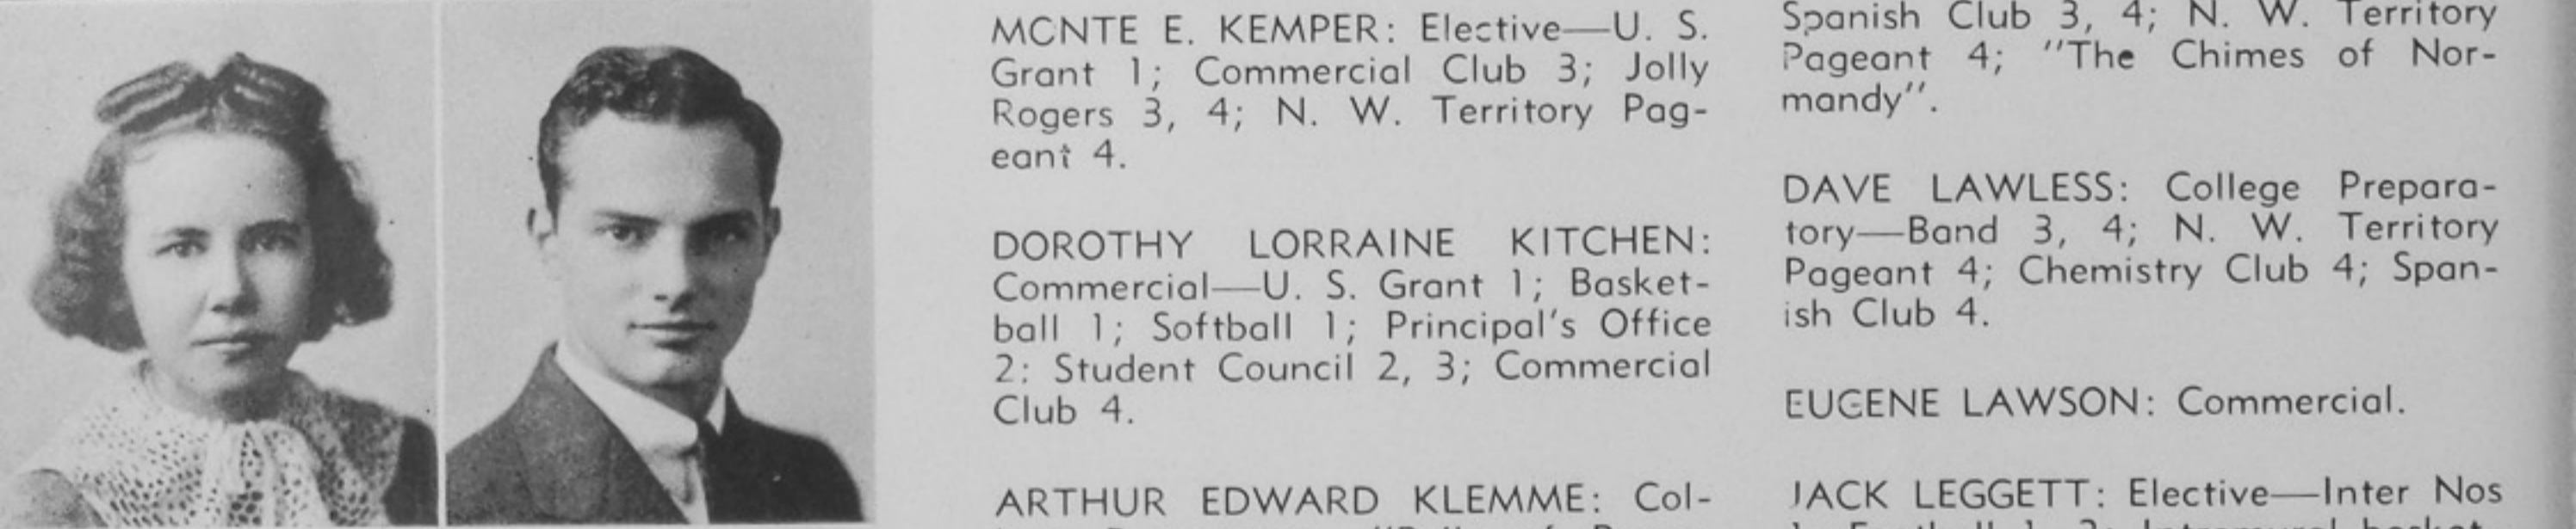 MONTE E. KEMPER: Elective—U. S.
Grant 1; Commercial Club 3; Jolly
Rogers 3, 4; N. W. Territory Pag-
eant 4.
DOROTHY LORRAINE KITCHEN:
Commercial—U. S. Grant 1; Basket-
ball 1; Softball 1; Principal's Office
2: Student Council 2, 3; Commercial
Club 4.
ARTHUR EDWARD KLEMME: Col-
Spanish Club 3, 4; N. W. Territory
Pageant 4; "The Chimes of Nor-
mandy".
DAVE LAWLESS: College Prepara-
tory—Band 3, 4; N. W. Territory
Pageant 4; Chemistry Club 4; Span-
ish Club 4.
EUGENE LAWSON: Commercial.
JACK LEGGETT: Elective—Inter Nos